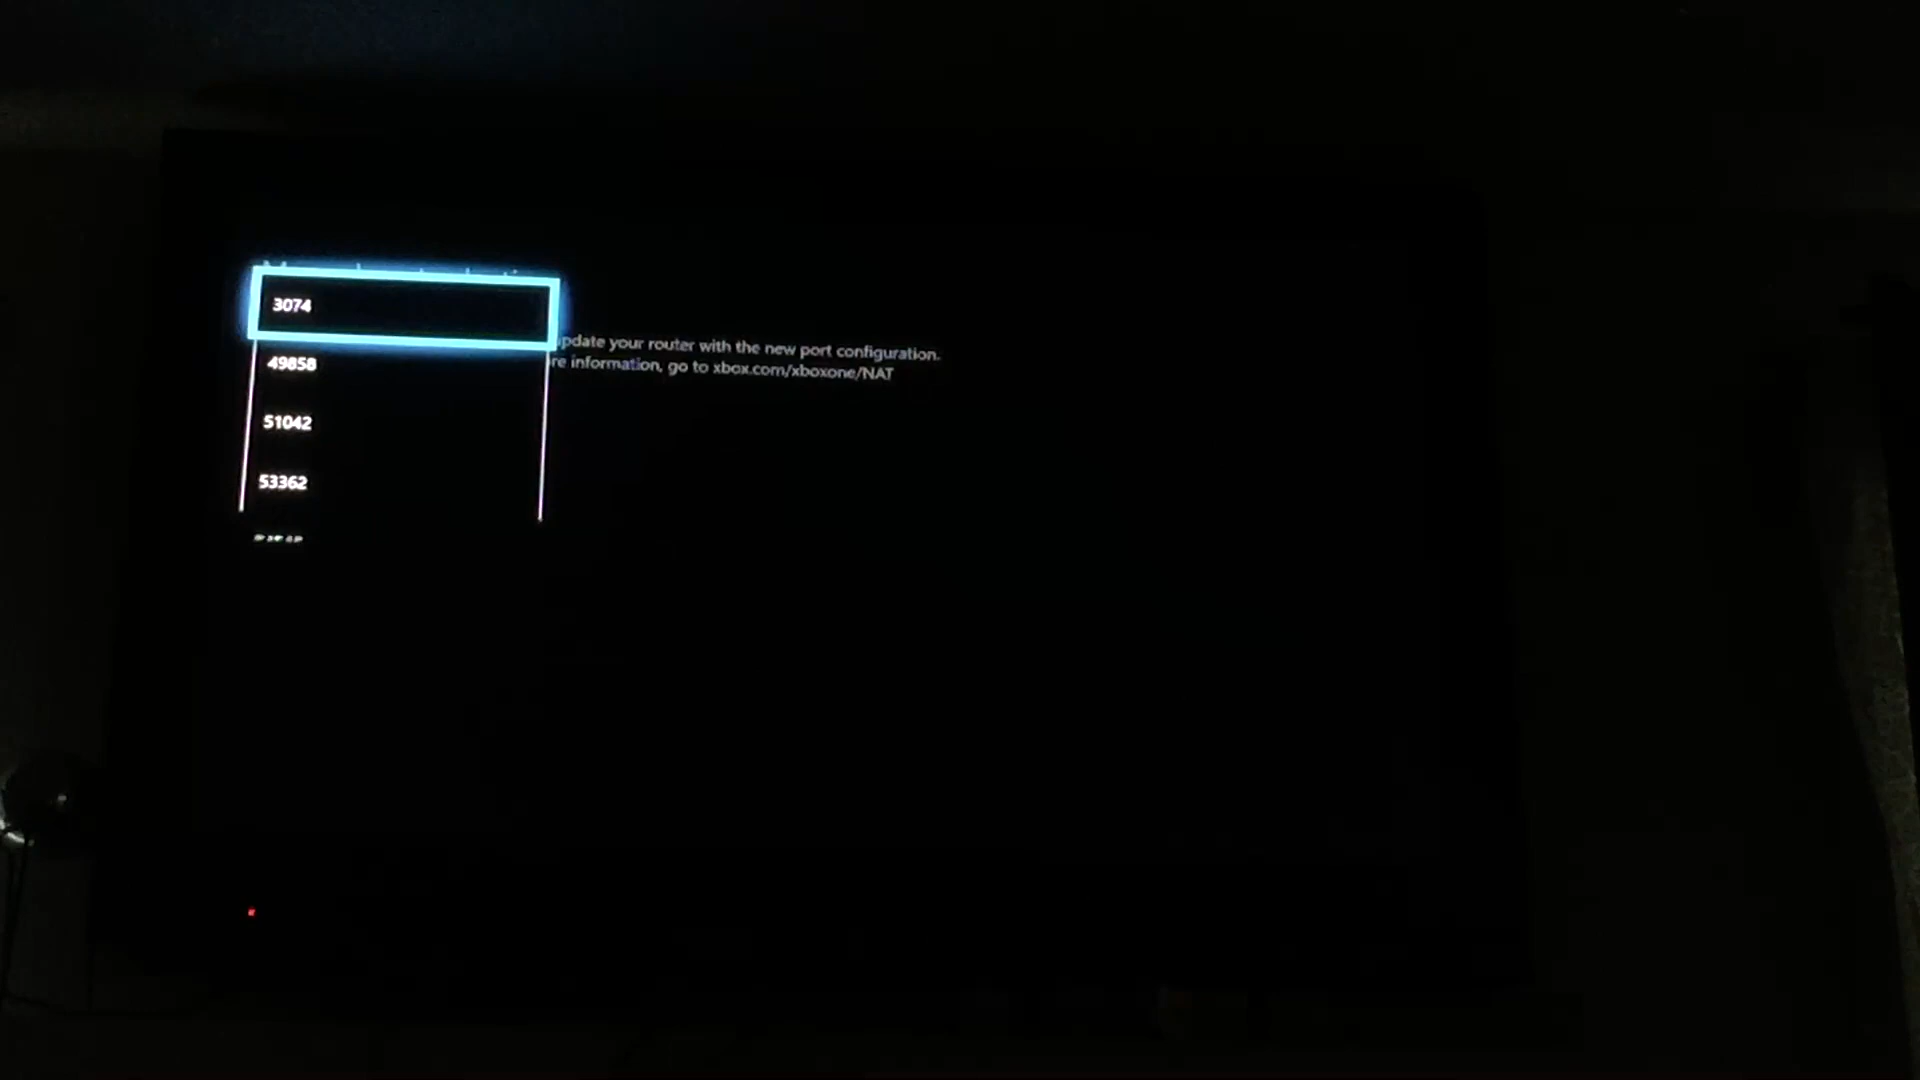 3074
update your router with the new port configuration.
49858
re information, go to xbox.com/xboxone/NAT
51042
53362